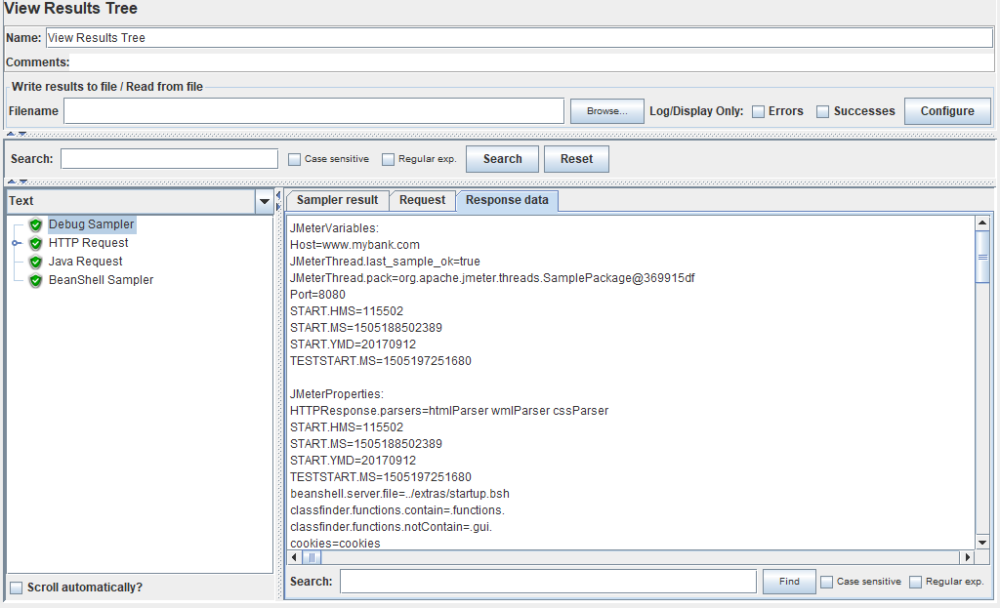 View Results Tree
Name: View Results Tree
Comments:
Write results to file / Read from file
Filename Browse... Log/Display Only: Errors Successes Configure
Search: Case sensitive Regular exp. Search Reset
Text
Debug Sampler
HTTP Request
Java Request
BeanShell Sampler
Scroll automatically?
Sampler result Request Response data
JMeterVariables:
Host=www.mybank.com
JMeterThread.last_sample_ok=true
JMeterThread.pack=org.apache.jmeter.threads.SamplePackage@369915df
Port=8080
START.HMS=115502
START.MS=1505188502389
START.YMD=20170912
TESTSTART.MS=1505197251680
JMeterProperties:
HTTPResponse.parsers=htmlParser wmlParser cssParser
START.HMS=115502
START.MS=1505188502389
START.YMD=20170912
TESTSTART.MS=1505197251680
beanshell.server.file=../extras/startup.bsh
classfinder.functions.contain=.functions.
classfinder.functions.notContain=.gui.
cookies=cookies
Search: Find Case sensitive Regular exp.